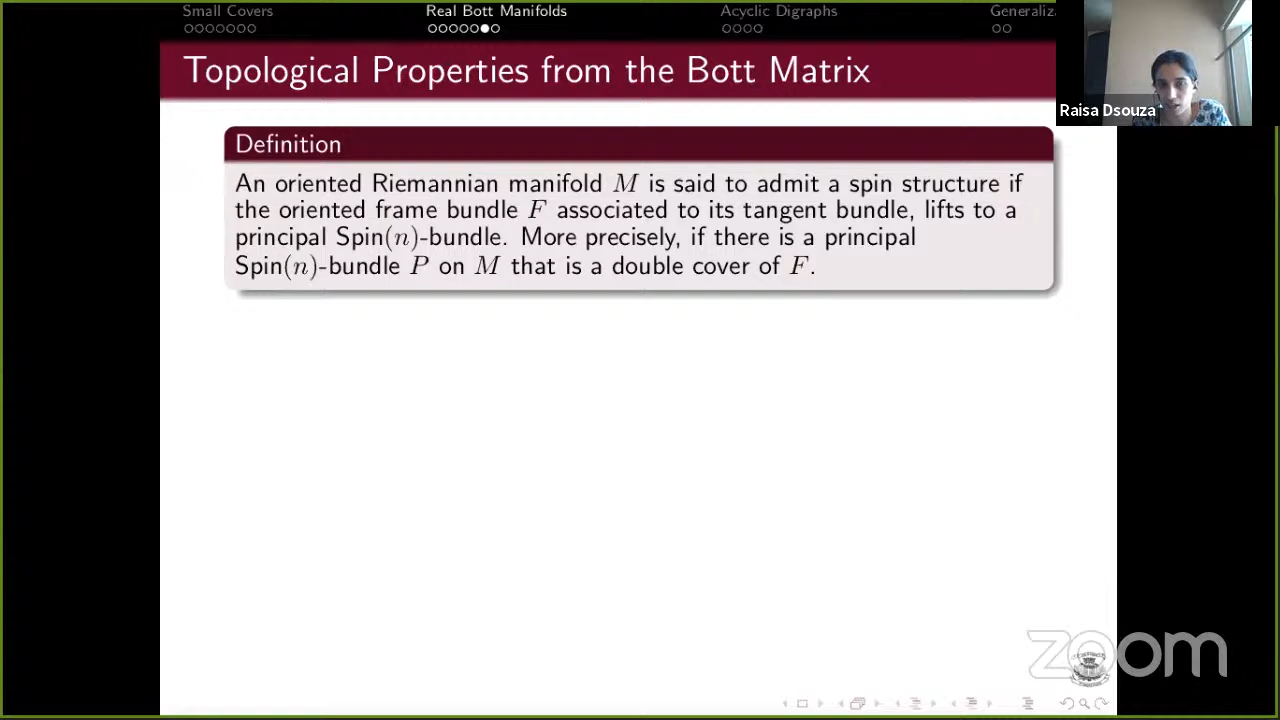 Small Covers
Real Bott Manifolds
Acyclic Digraphs
Generaliz
Topological Properties from the Bott Matrix
Raisa Dsouza
Definition
An oriented Riemannian manifold M is said to admit a spin structure if
the oriented frame bundle F associated to its tangent bundle, lifts to a
principal Spin(n)-bundle. More precisely, if there is a principal
Spin(n)-bundle P on M that is a double cover of F.
zoom